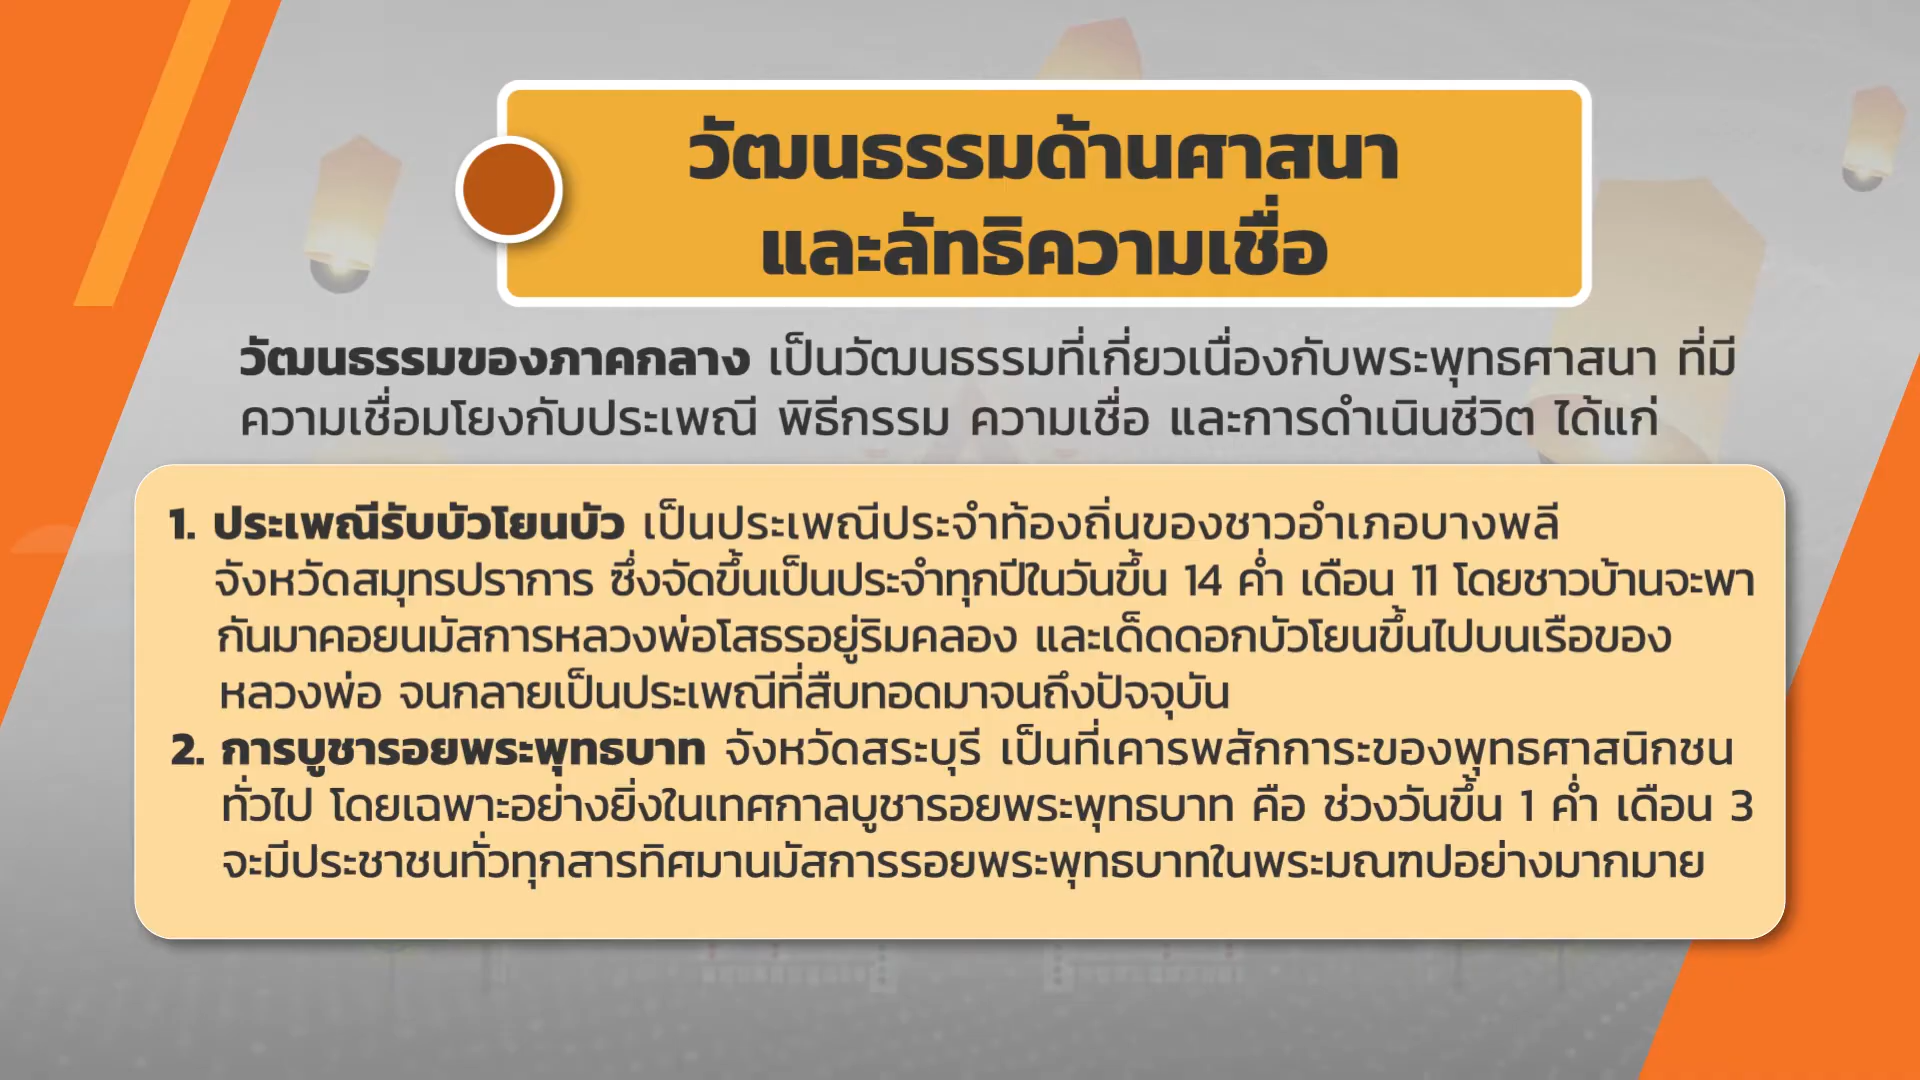 วัฒนธรรมด้านศาสนา
และลัทธิความเชื่อ
วัฒนธรรมของภาคกลาง เป็นวัฒนธรรมที่เกี่ยวเนื่องกับพระพุทธศาสนา ที่มี
ความเชื่อมโยงกับประเพณี พิธีกรรม ความเชื่อ และการดำเนินชีวิต ได้แก่
1. ประเพณีรับบัวโยนบัว เป็นประเพณีประจำท้องถิ่นของชาวอำเภอบางพลี
จังหวัดสมุทรปราการ ซึ่งจัดขึ้นเป็นประจำทุกปีในวันขึ้น 14 ค่ำ เดือน 11 โดยชาวบ้านจะพา
กันมาคอยนมัสการหลวงพ่อโสธรอยู่ริมคลอง และเด็ดดอกบัวโยนขึ้นไปบนเรือของ
หลวงพ่อ จนกลายเป็นประเพณีที่สืบทอดมาจนถึงปัจจุบัน
2. การบูชารอยพระพุทธบาท จังหวัดสระบุรี เป็นที่เคารพสักการะของพุทธศาสนิกชน
ทั่วไป โดยเฉพาะอย่างยิ่งในเทศกาลบูชารอยพระพุทธบาท คือ ช่วงวันขึ้น 1 ค่ำ เดือน 3
จะมีประชาชนทั่วทุกสารทิศมานมัสการรอยพระพุทธบาทในพระมณฑปอย่างมากมาย